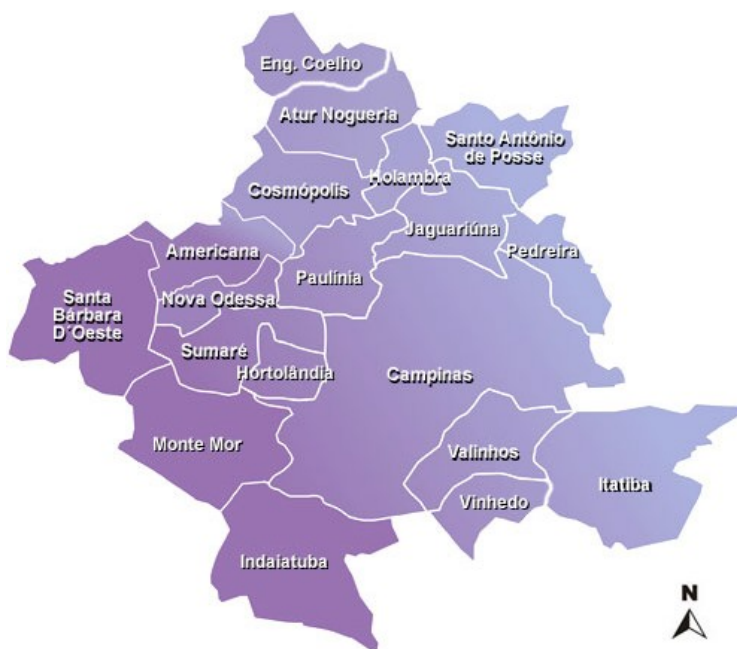 Eng. Coelho
Atur Nogueria
Santo Antônio
de Posse
Holambra
Cosmópolis
Jaguariúna
Americana
Pedreira
Paulínia
Nova Odessa
Santa
Bárbara
D´Oeste
Sumaré
Hortolândia
Campinas
Monte Mor
Valinhos
Itatiba
Vinhedo
Indaiatuba
N